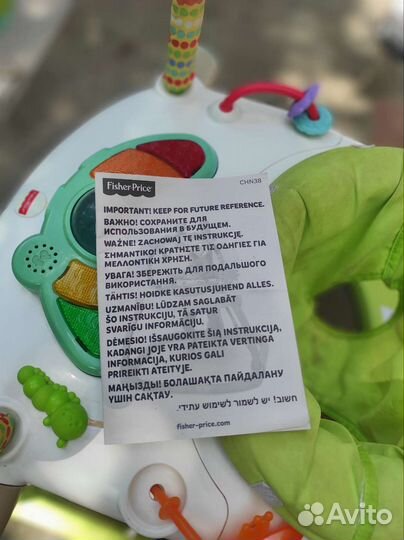 Fisher-Price
CHN38
IMPORTANT! KEEP FOR FUTURE REFERENCE.
ВАЖНО! СОХРАНИТЕ ДЛЯ
ИСПОЛЬЗОВАНИЯ В БУДУЩЕМ.
WAŻNE! ZACHOWAJ TĘ INSTRUKCJĘ.
ΣΗΜΑΝΤΙΚΟ! ΚΡΑΤΗΣΤΕ ΤΙΣ ΟΔΗΓΙΕΣ ΓΙΑ
ΜΕΛΛΟΝΤΙΚΗ ΧΡΗΣΗ.
УВАГА! ЗБЕРЕЖІТЬ ДЛЯ ПОДАЛЬШОГО
ВИКОРИСТАННЯ.
TÄHTIS! HOIDKE KASUTUSJUHEND ALLES.
UZMANĪBU! LŪDZAM SAGLABĀT
ŠO INSTRUKCIJU, TĀ SATUR
SVARĪGU INFORMĀCIJU.
DĖMESIO! IŠSAUGOKITE ŠIĄ INSTRUKCIJĄ,
KADANGI JOJE YRA PATEIKTA VERTINGA
INFORMACIJA, KURIOS GALI
PRIREIKTI ATEITYJE.
МАҢЫЗДЫ! БОЛАШАҚТА ПАЙДАЛАНУ
ҮШІН САҚТАУ.
חשוב! יש לשמור לשימוש עתידי.
fisher-price.com
Avito